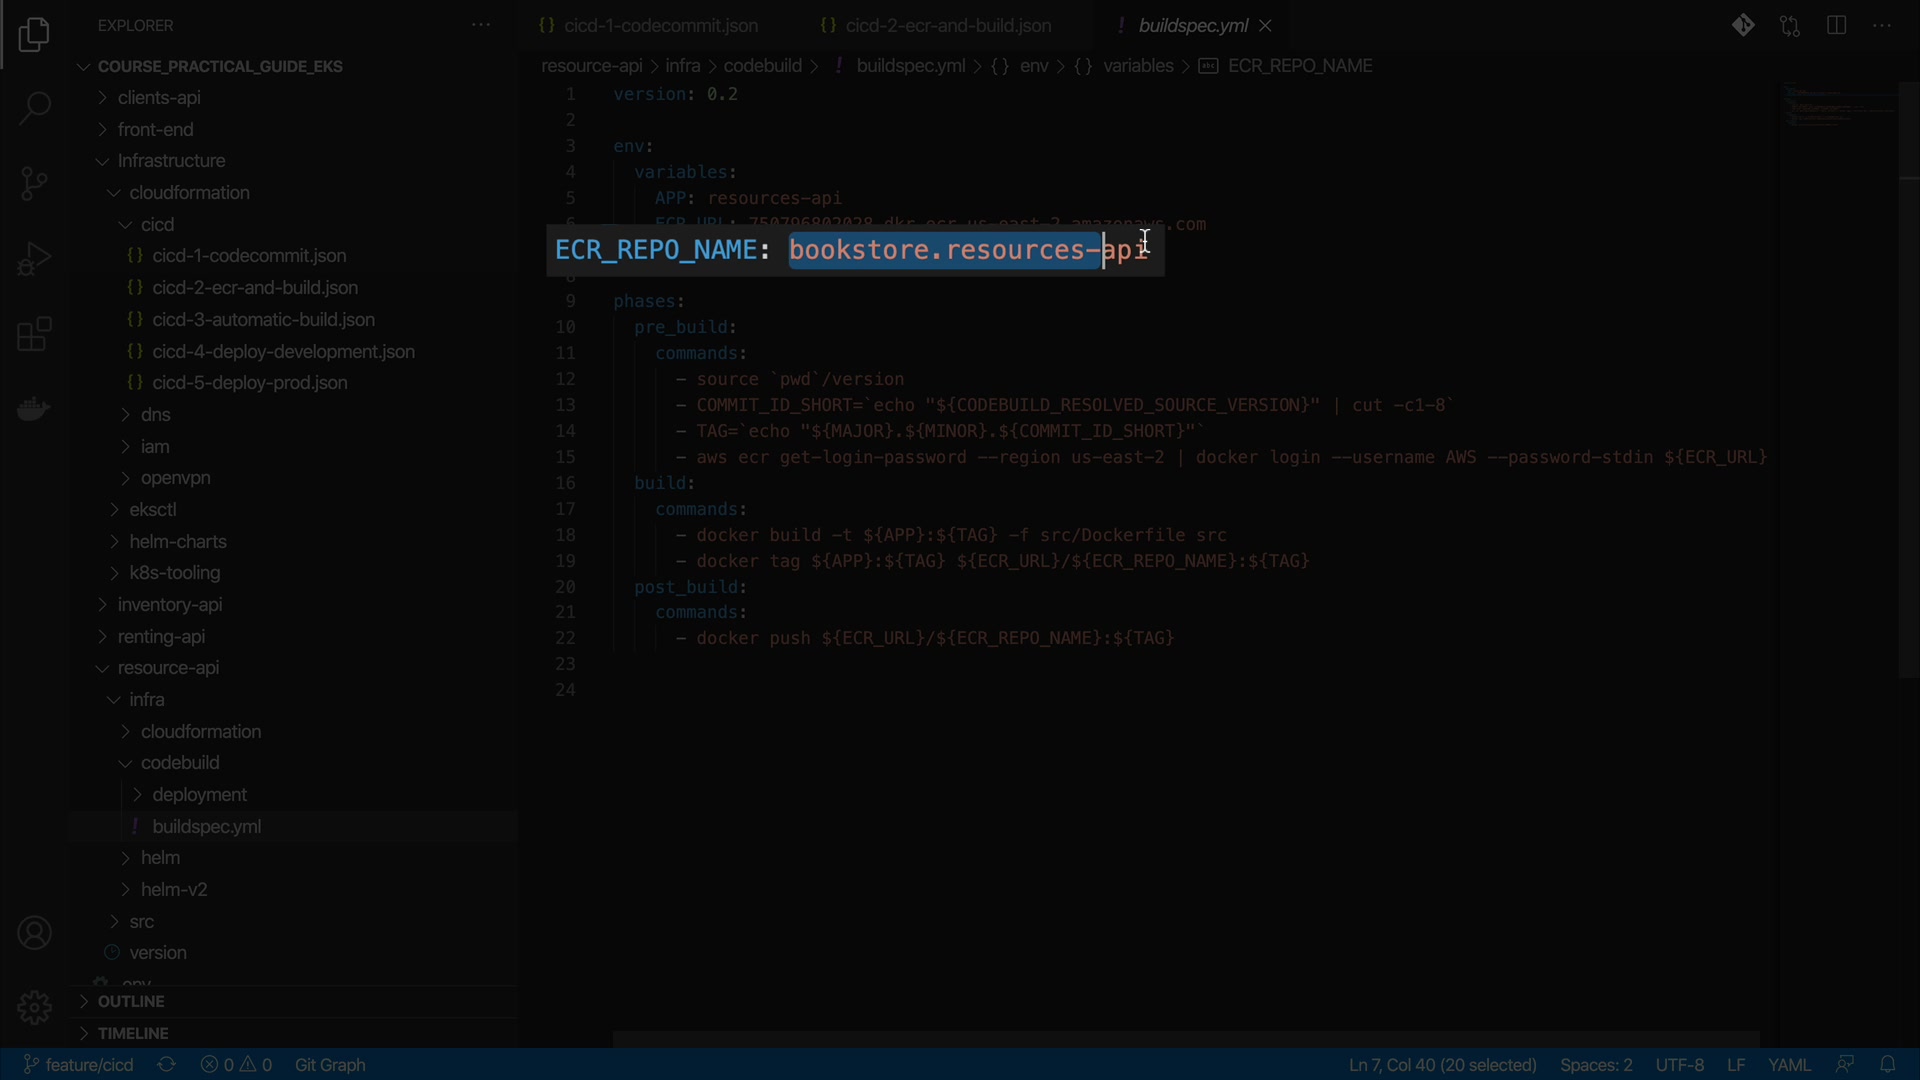 EXPLORER
COURSE_PRACTICAL_GUIDE_EKS
clients-api
front-end
Infrastructure
cloudformation
cicd
{} cicd-1-codecommit.json
{} cicd-2-ecr-and-build.json
{} cicd-3-automatic-build.json
{} cicd-4-deploy-development.json
{} cicd-5-deploy-prod.json
dns
iam
openvpn
eksctl
helm-charts
k8s-tooling
inventory-api
renting-api
resource-api
infra
cloudformation
codebuild
deployment
! buildspec.yml
helm
helm-v2
src
version
OUTLINE
TIMELINE
{} cicd-1-codecommit.json {} cicd-2-ecr-and-build.json ! buildspec.yml
resource-api > infra > codebuild > ! buildspec.yml > {} env > {} variables > abc ECR_REPO_NAME
1 version: 0.2
2
3 env:
4 variables:
5 APP: resources-api
6 ECR_URL: 750796802028.dkr.ecr.us-east-2.amazonaws.com
ECR_REPO_NAME: bookstore.resources-api
8
9 phases:
10 pre_build:
11 commands:
12 - source `pwd`/version
13 - COMMIT_ID_SHORT=`echo "${CODEBUILD_RESOLVED_SOURCE_VERSION}" | cut -c1-8`
14 - TAG=`echo "${MAJOR}.${MINOR}.${COMMIT_ID_SHORT}"`
15 - aws ecr get-login-password --region us-east-2 | docker login --username AWS --password-stdin ${ECR_URL}
16 build:
17 commands:
18 - docker build -t ${APP}:${TAG} -f src/Dockerfile src
19 - docker tag ${APP}:${TAG} ${ECR_URL}/${ECR_REPO_NAME}:${TAG}
20 post_build:
21 commands:
22 - docker push ${ECR_URL}/${ECR_REPO_NAME}:${TAG}
23
24
feature/cicd 0 0 Git Graph Ln 7, Col 40 (20 selected) Spaces: 2 UTF-8 LF YAML